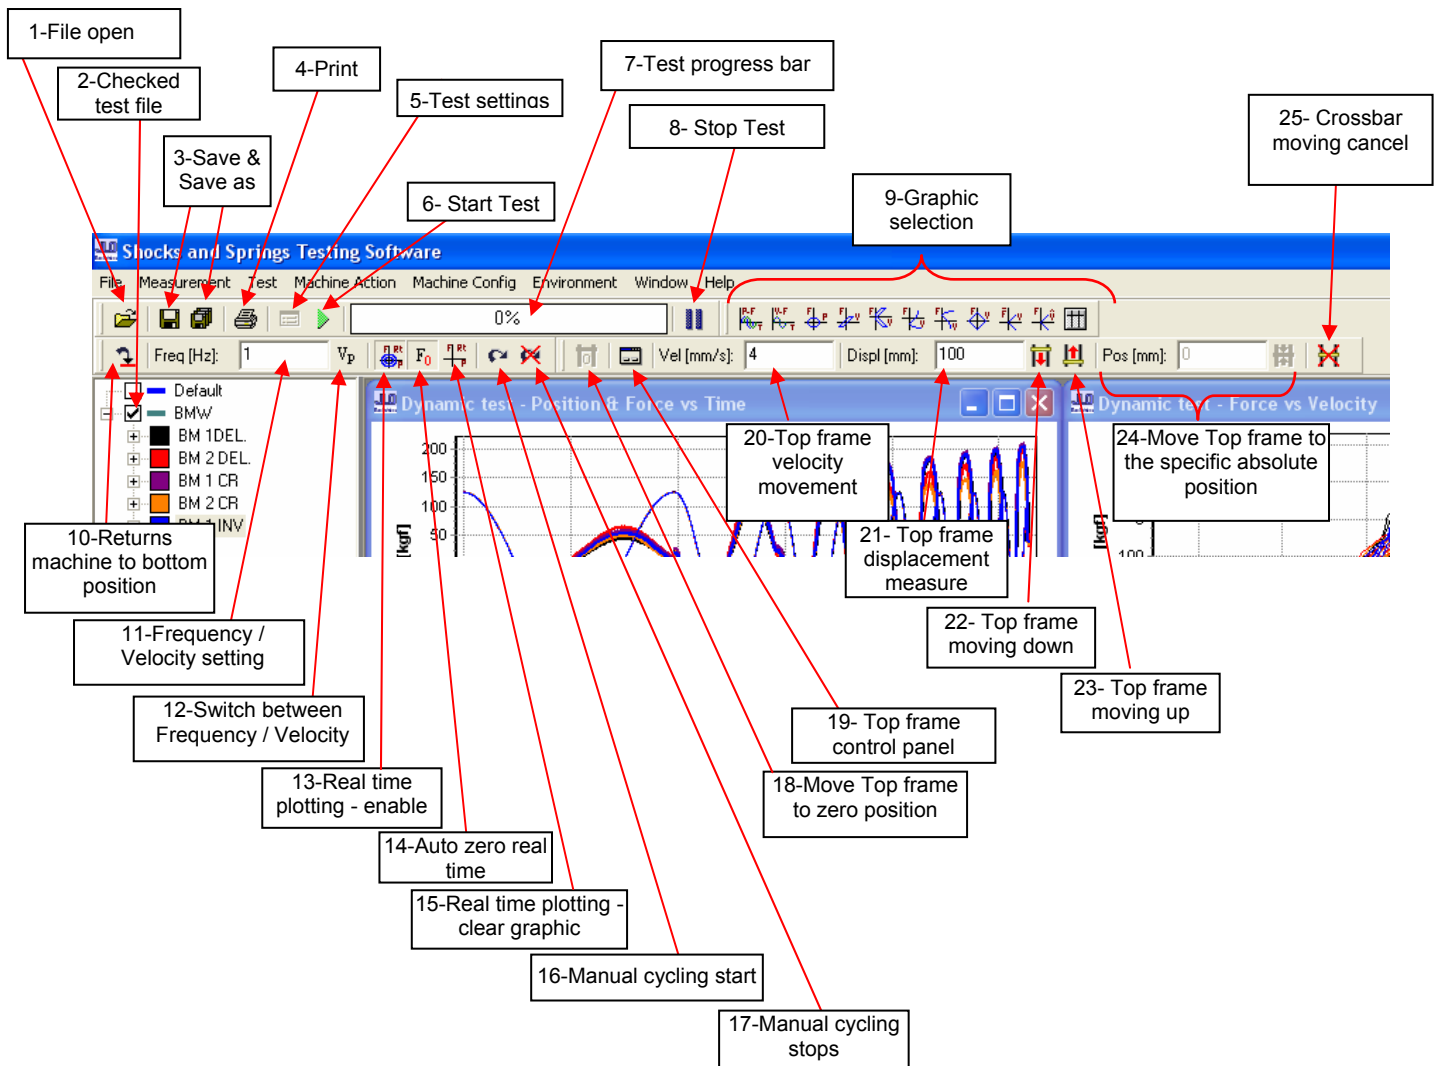 1-File open
2-Checked
test file
3-Save &
Save as
4-Print
5-Test settings
6- Start Test
7-Test progress bar
8- Stop Test
9-Graphic
selection
25- Crossbar
moving cancel
Shocks and Springs Testing Software
File Measurement Test Machine Action Machine Config Environment Window Help
0%
Freq [Hz]: 1 Vp F0 Vel [mm/s]: 4 Displ [mm]: 100 Pos [mm]: 0
Default
BMW
BM 1DEL.
BM 2 DEL.
BM 1 CR
BM 2 CR
Dynamic test - Position & Force vs Time
200
150
100
50
[kgf]
Dynamic test - Force vs Velocity
[kgf]
100
10-Returns
machine to bottom
position
11-Frequency /
Velocity setting
12-Switch between
Frequency / Velocity
13-Real time
plotting - enable
14-Auto zero real
time
15-Real time plotting -
clear graphic
16-Manual cycling start
17-Manual cycling
stops
18-Move Top frame
to zero position
19- Top frame
control panel
20-Top frame
velocity
movement
21- Top frame
displacement
measure
22- Top frame
moving down
23- Top frame
moving up
24-Move Top frame to
the specific absolute
position